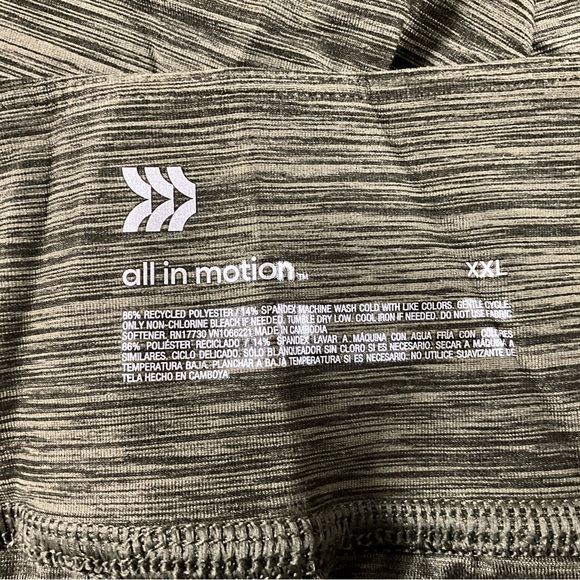 all in motion™ XXL
86% RECYCLED POLYESTER / 14% SPANDEX MACHINE WASH COLD WITH LIKE COLORS. GENTLE CYCLE.
ONLY NON-CHLORINE BLEACH IF NEEDED. TUMBLE DRY LOW. COOL IRON IF NEEDED. DO NOT USE FABRIC
SOFTENER. RN17730 VN1066221 MADE IN CAMBODIA
86% POLIESTER RECICLADO / 14% SPANDEX LAVAR A MÁQUINA CON AGUA FRÍA CON COLORES
SIMILARES. CICLO DELICADO. SOLO BLANQUEADOR SIN CLORO SI ES NECESARIO. SECAR A MÁQUINA A
TEMPERATURA BAJA. PLANCHAR A BAJA TEMPERATURA SI ES NECESARIO. NO UTILICE SUAVIZANTE DE
TELA HECHO EN CAMBOYA